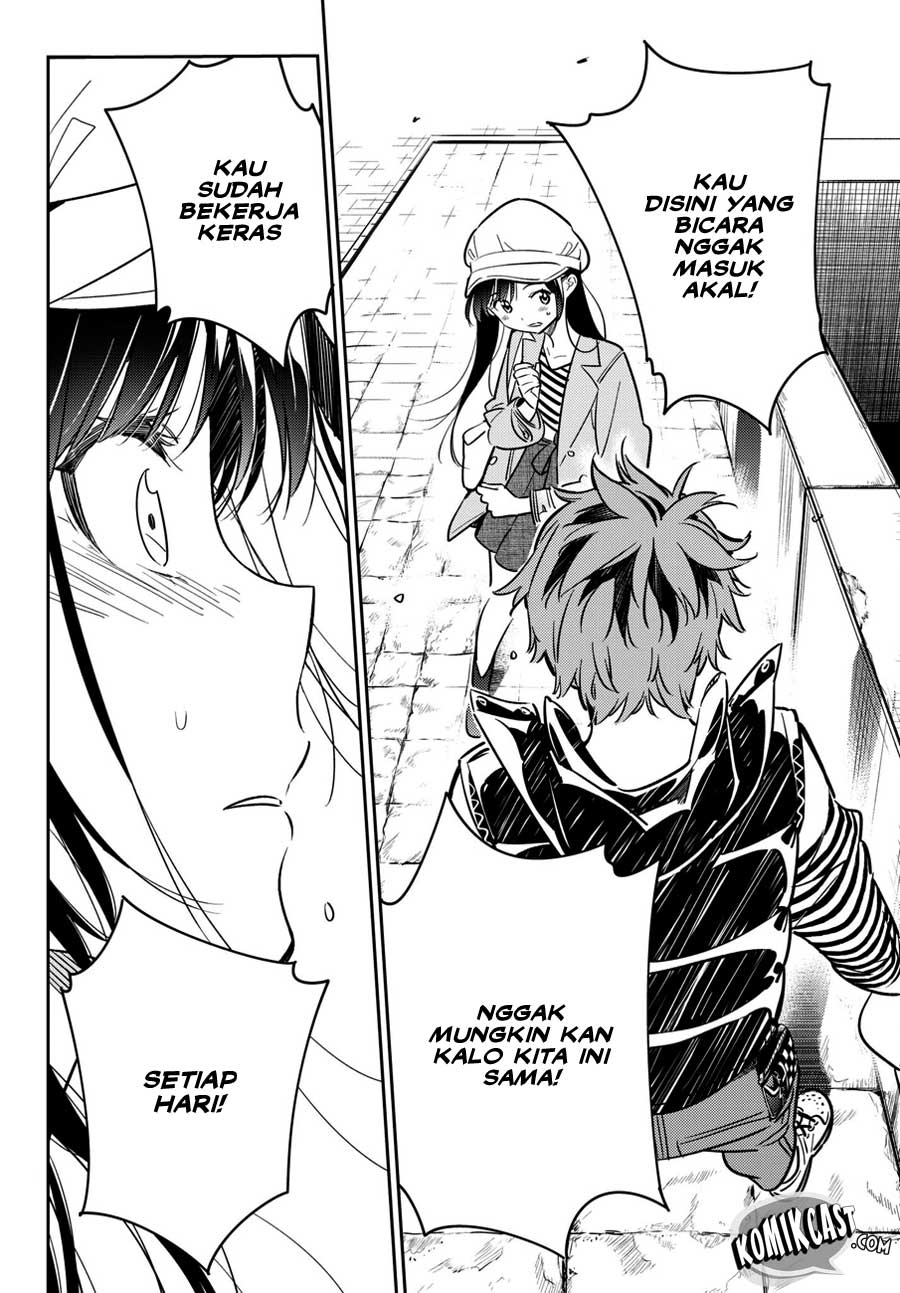 KAU
DISINI YANG
BICARA
NGGAK
MASUK
AKAL!
NGGAK
MUNGKIN KAN
KALO KITA INI
SAMA!
KAU
SUDAH
BEKERJA
KERAS
SETIAP
HARI!
KOMIKCAST
.COM